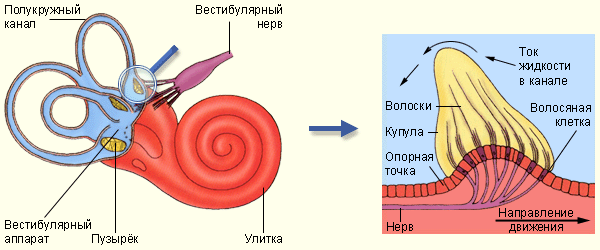 Полукружный
канал
Вестибулярный
нерв
Вестибулярный
аппарат
Пузырёк
Улитка
Ток
жидкости
в канале
Волоски
Волосяная
клетка
Купула
Опорная
точка
Нерв
Направление
движения